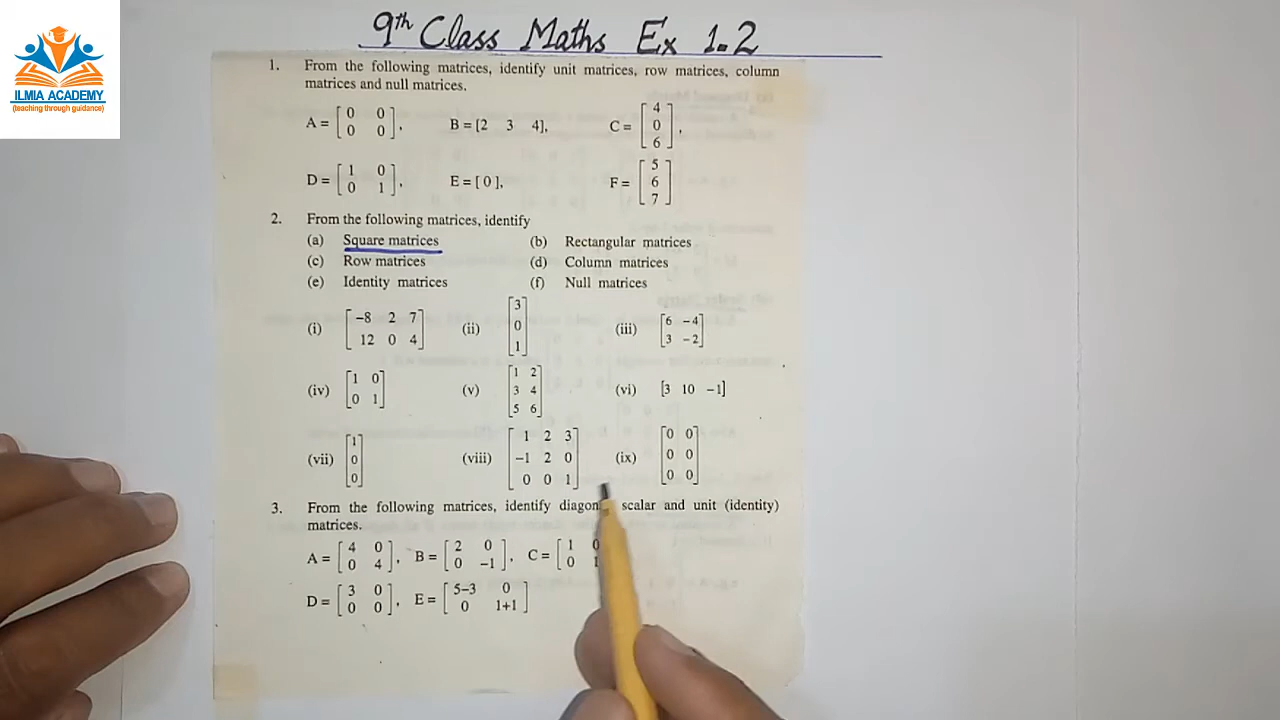 9th Class Maths Ex 1.2
ILMIA ACADEMY
(teaching through guidance)
1. From the following matrices, identify unit matrices, row matrices, column
matrices and null matrices.
A = [0 0
0 0], B = [2 3 4], C = [4
0
6],
D = [1 0
0 1], E = [ 0 ], F = [5
6
7]
2. From the following matrices, identify
(a) Square matrices (b) Rectangular matrices
(c) Row matrices (d) Column matrices
(e) Identity matrices (f) Null matrices
(i) [−8 2 7
12 0 4] (ii) [3
0
1] (iii) [6 −4
3 −2]
(iv) [1 0
0 1] (v) [1 2
3 4
5 6] (vi) [3 10 −1]
(vii) [1
0
0] (viii) [1 2 3
−1 2 0
0 0 1] (ix) [0 0
0 0
0 0]
3. From the following matrices, identify scalar and unit (identity)
matrices.
A = [4 0
0 4], B = [2 0
0 −1], C = [1 0
0 1
D = [3 0
0 0], E = [5−3 0
0 1+1]